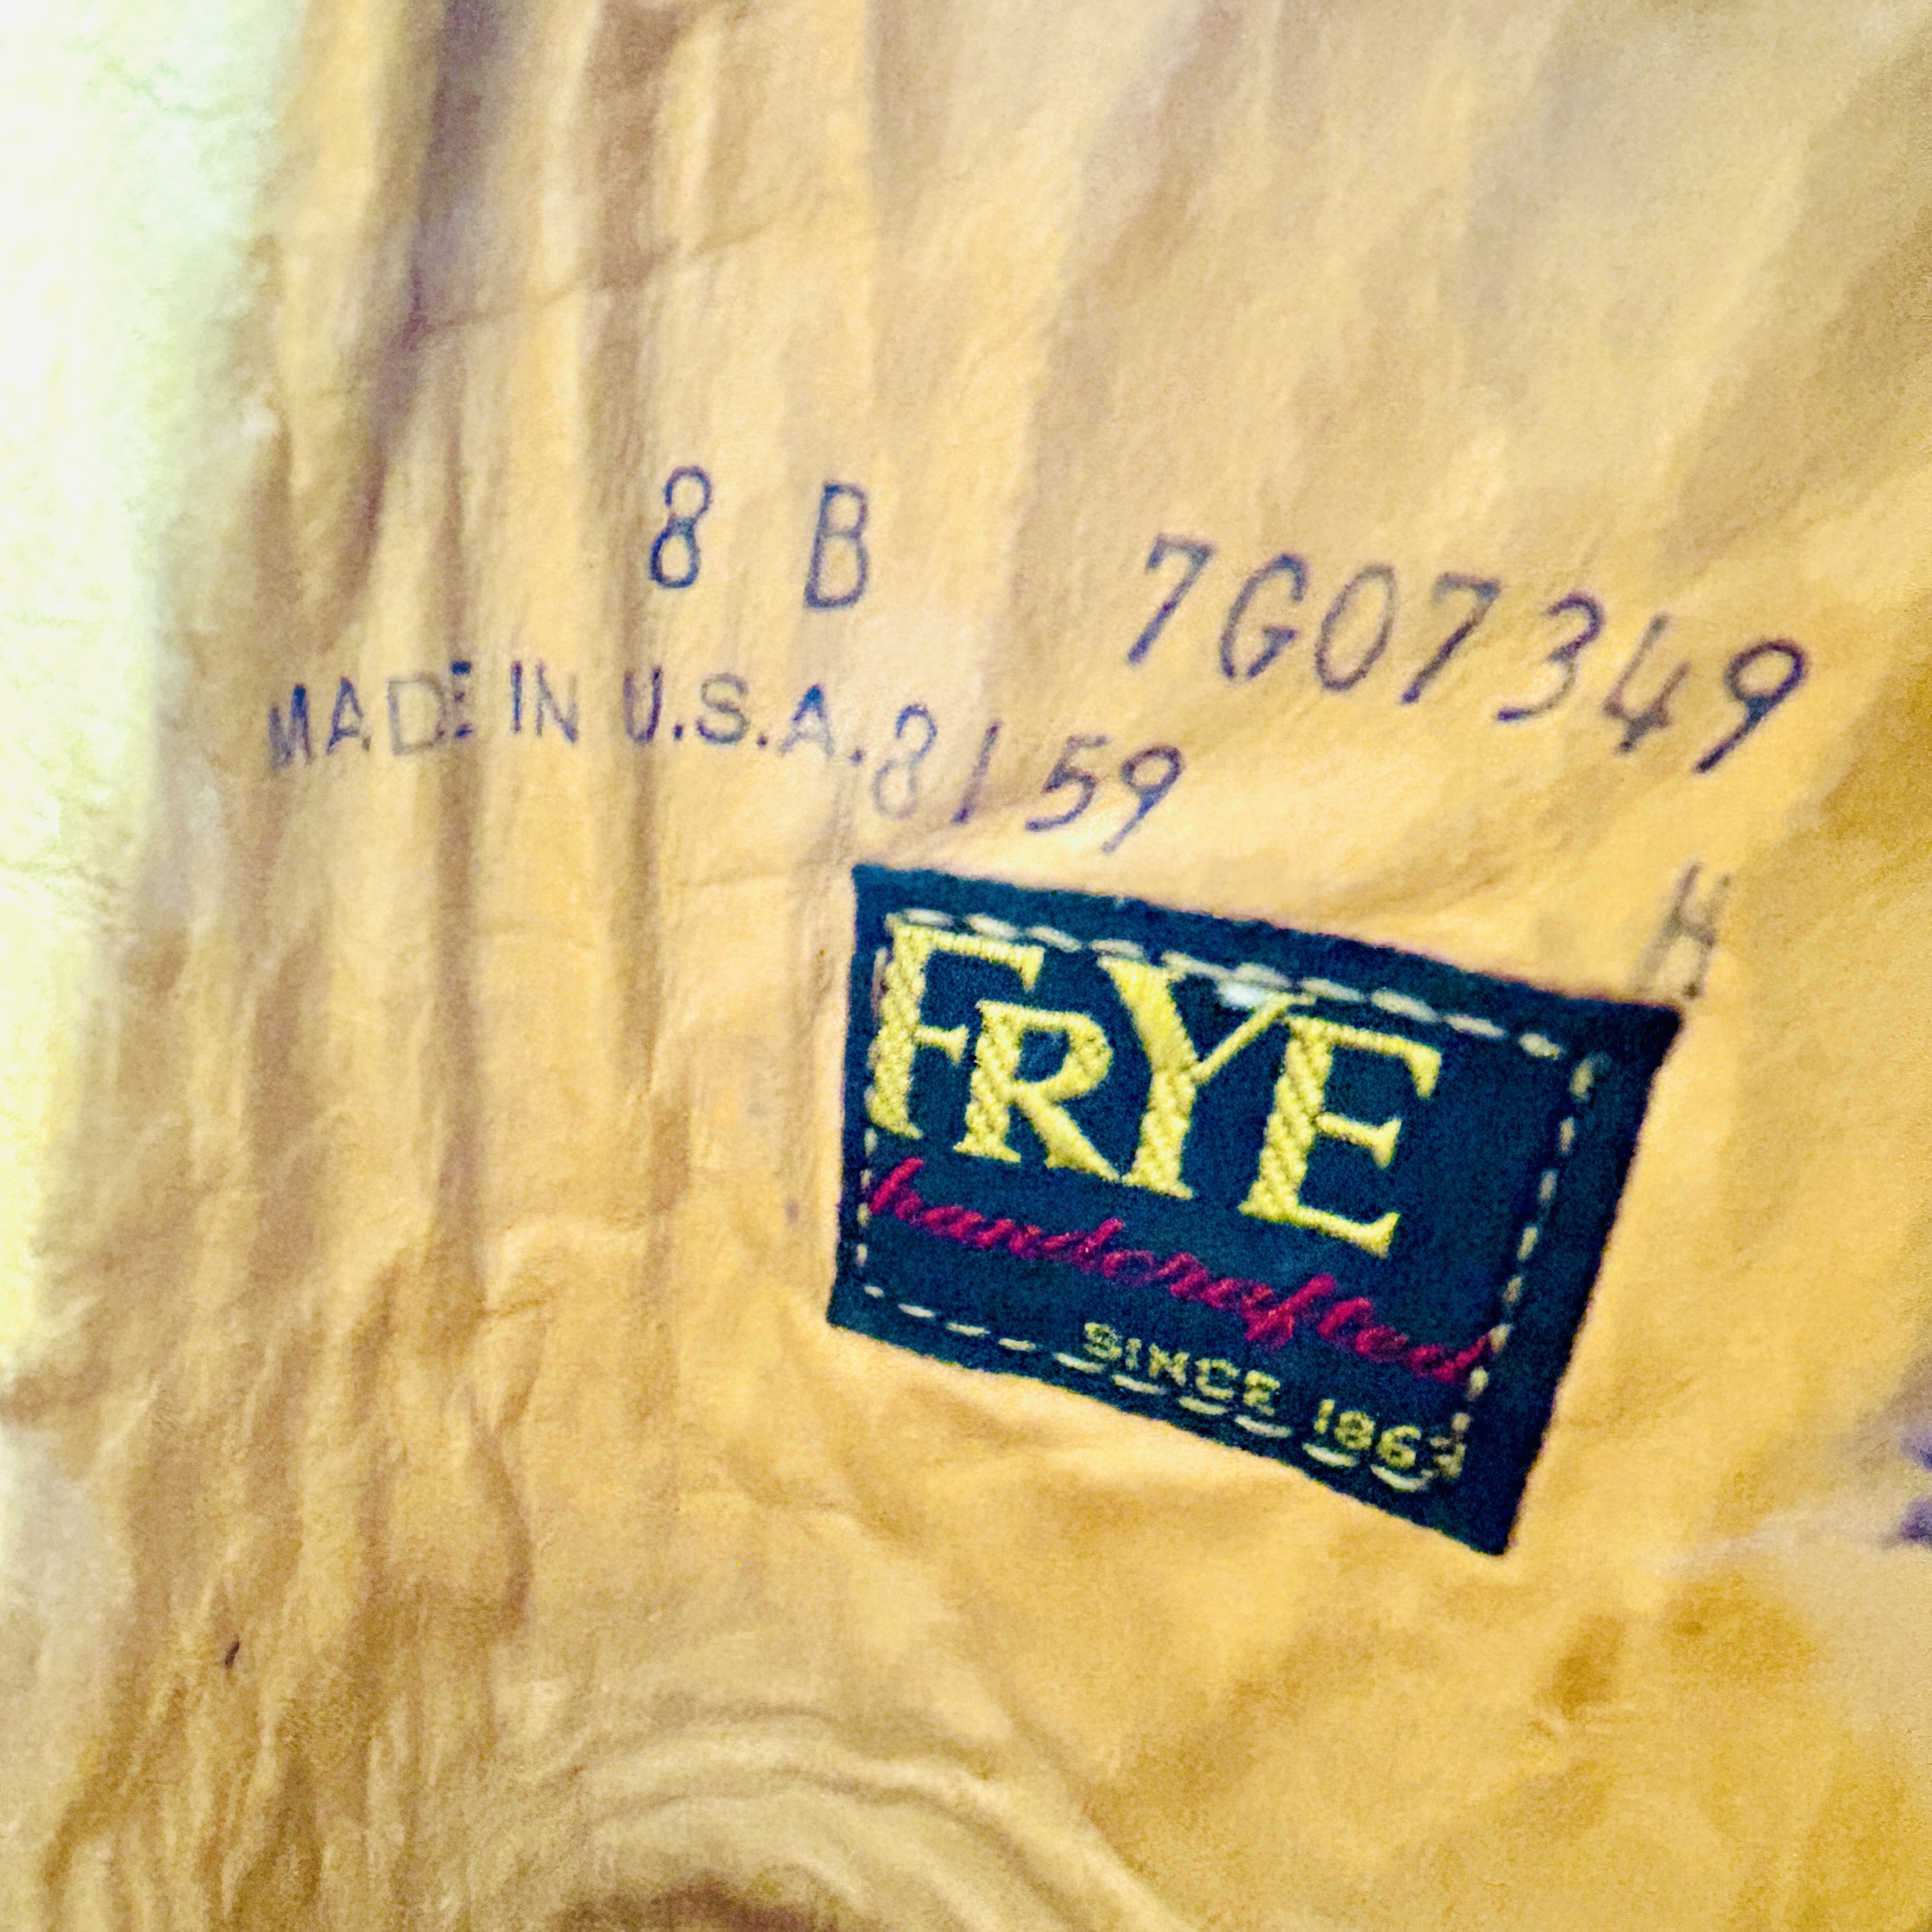 8 B 7G07349
MADE IN U.S.A. 8159
H
FRYE
handcrafted
SINCE 1863